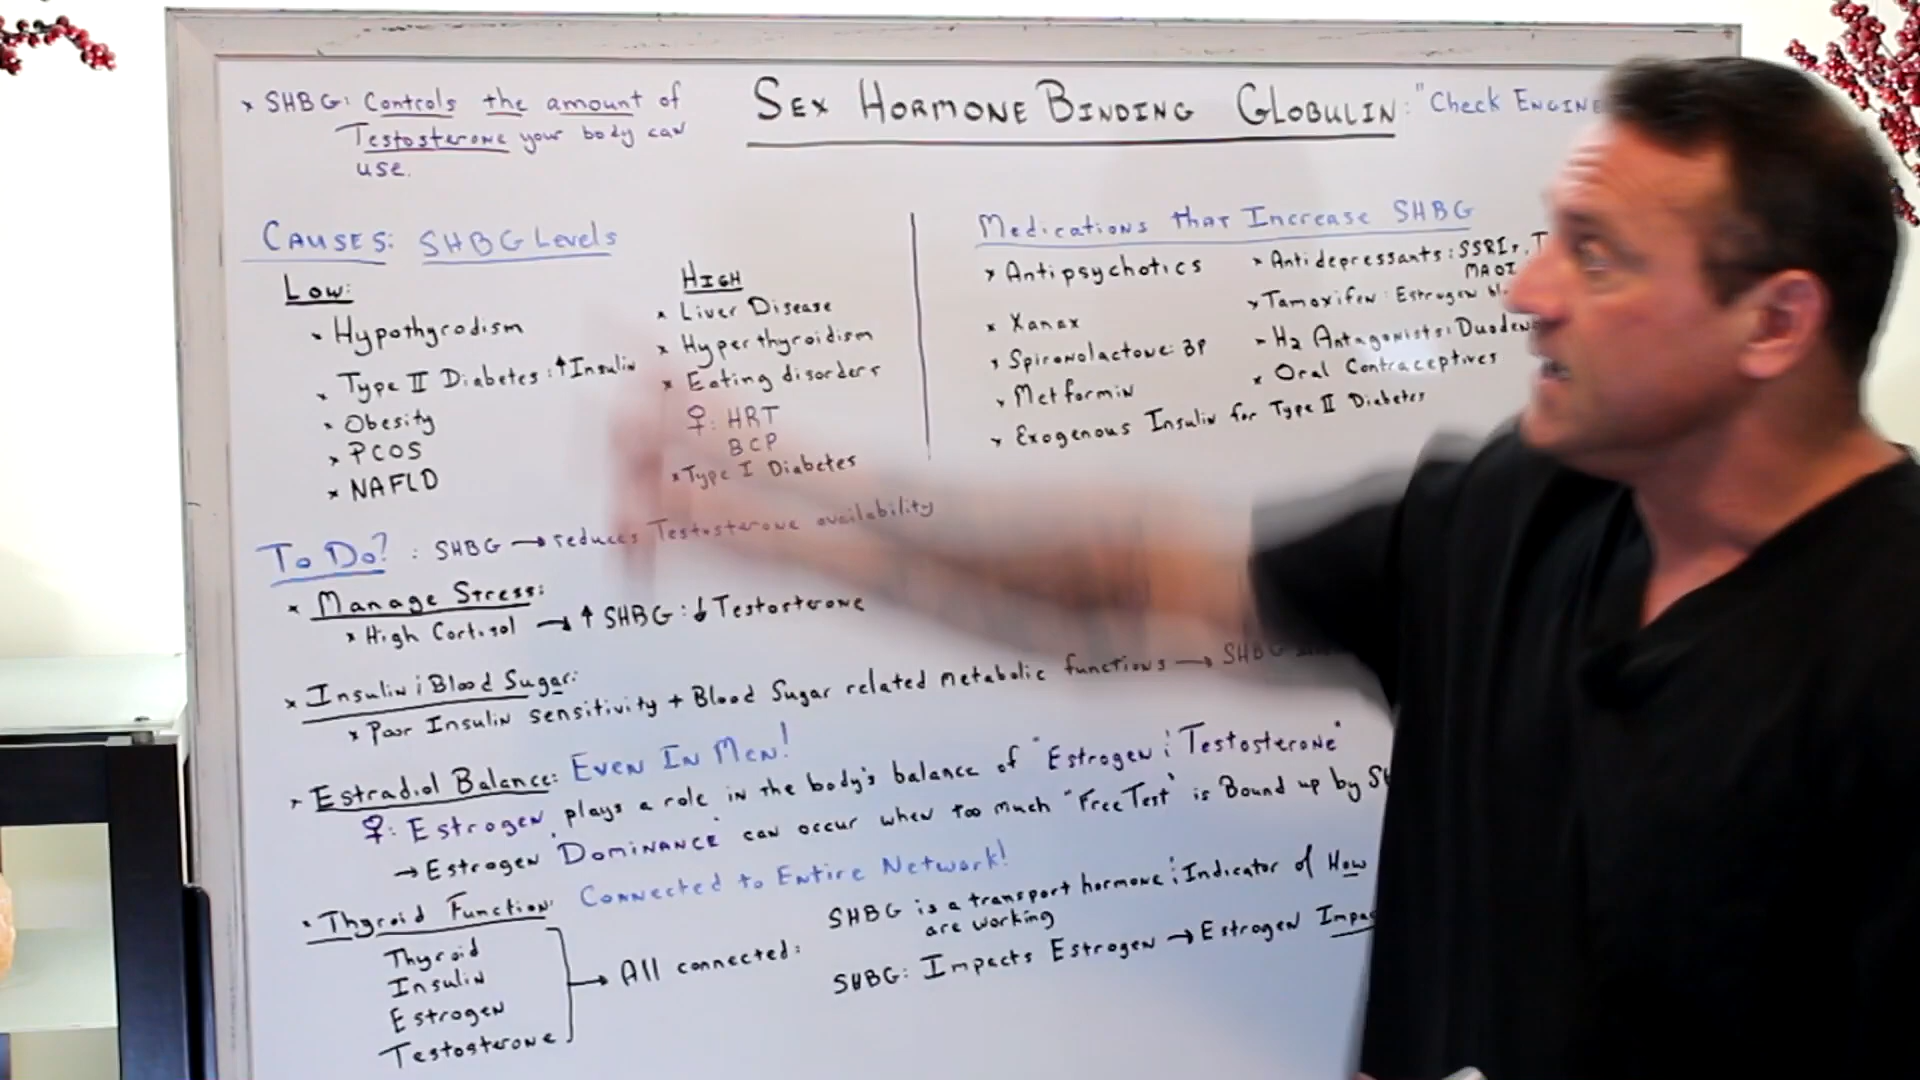 SEX HORMONE BINDING GLOBULIN: "CHECK ENGINE
* SHBG: Controls the amount of
Testosterone your body can
use.
CAUSES: SHBG Levels
Low:
* Hypothyrodism
* Type II Diabetes: ↑Insulin
* Obesity
* PCOS
* NAFLD
HIGH
* Liver Disease
* Hyperthyroidism
* Eating disorders
♀: HRT
BCP
* Type I Diabetes
Medications that Increase SHBG
* Antipsychotics
* Xanax
* Spironolactone: BP
* Metformin
* Exogenous Insulin for Type II Diabetes
* Antidepressants: SSRIs, T
MAOI
* Tamoxifen: Estrogen bl
* H2 Antagonists: Duoden
* Oral Contraceptives
To Do? : SHBG → reduces Testosterone availability
* Manage Stress:
* High Cortisol → ↑ SHBG: ↓ Testosterone
* Insulin ; Blood Sugar:
* Poor Insulin sensitivity + Blood Sugar related metabolic functions → SHBG
* Estradiol Balance: EVEN IN MEN!
♀: Estrogen plays a role in the body's balance of "Estrogen ; Testosterone"
→ Estrogen "DOMINANCE" can occur when too much "Free Test" is Bound up by SH
* Thyroid Function: Connected to Entire Network!
Thyroid
Insulin
Estrogen
Testosterone
→ All connected:
SHBG is a transport hormone ; Indicator of How
are working
SHBG: Impacts Estrogen → Estrogen Impac